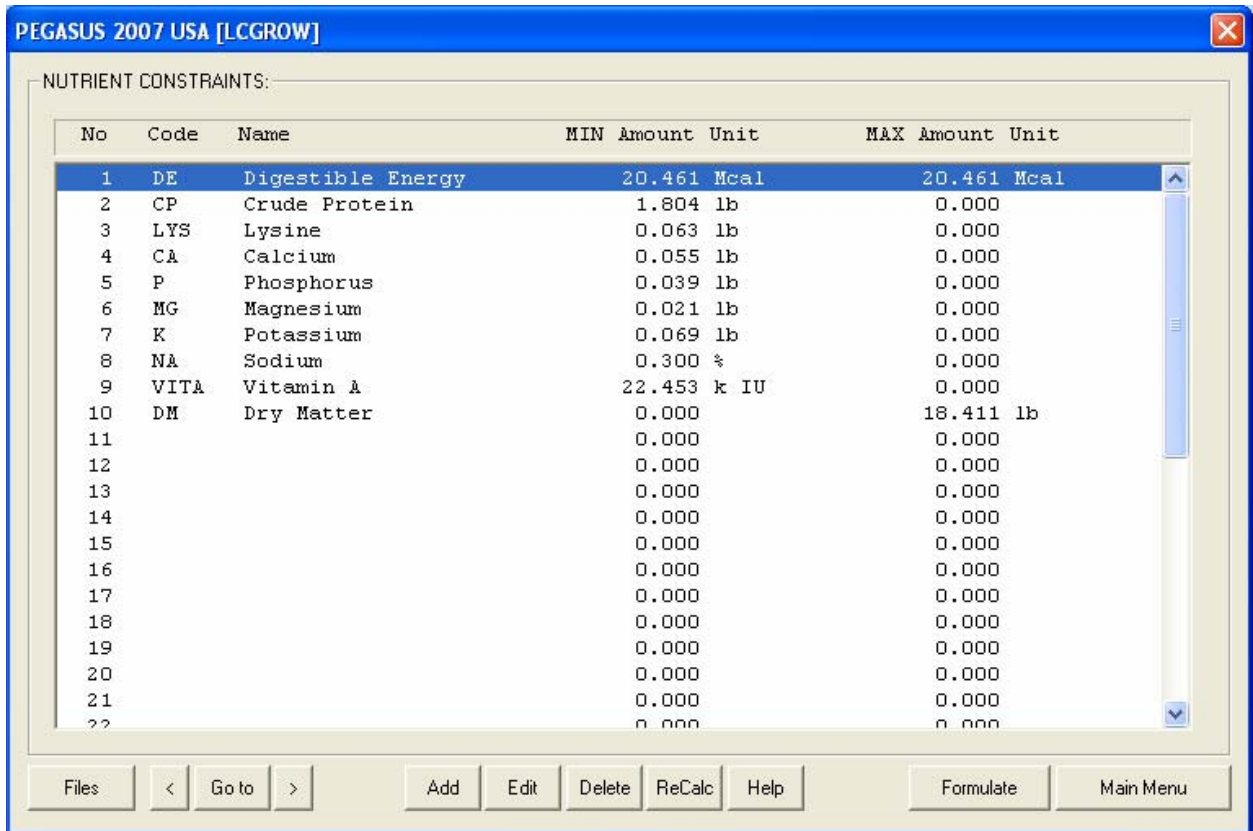 PEGASUS 2007 USA [LCGROW]
NUTRIENT CONSTRAINTS:
No Code Name MIN Amount Unit MAX Amount Unit
1 DE Digestible Energy 20.461 Mcal 20.461 Mcal
2 CP Crude Protein 1.804 lb 0.000
3 LYS Lysine 0.063 lb 0.000
4 CA Calcium 0.055 lb 0.000
5 P Phosphorus 0.039 lb 0.000
6 MG Magnesium 0.021 lb 0.000
7 K Potassium 0.069 lb 0.000
8 NA Sodium 0.300 % 0.000
9 VITA Vitamin A 22.453 k IU 0.000
10 DM Dry Matter 0.000 18.411 lb
11 0.000 0.000
12 0.000 0.000
13 0.000 0.000
14 0.000 0.000
15 0.000 0.000
16 0.000 0.000
17 0.000 0.000
18 0.000 0.000
19 0.000 0.000
20 0.000 0.000
21 0.000 0.000
22 0.000 0.000
Files < Go to > Add Edit Delete ReCalc Help Formulate Main Menu